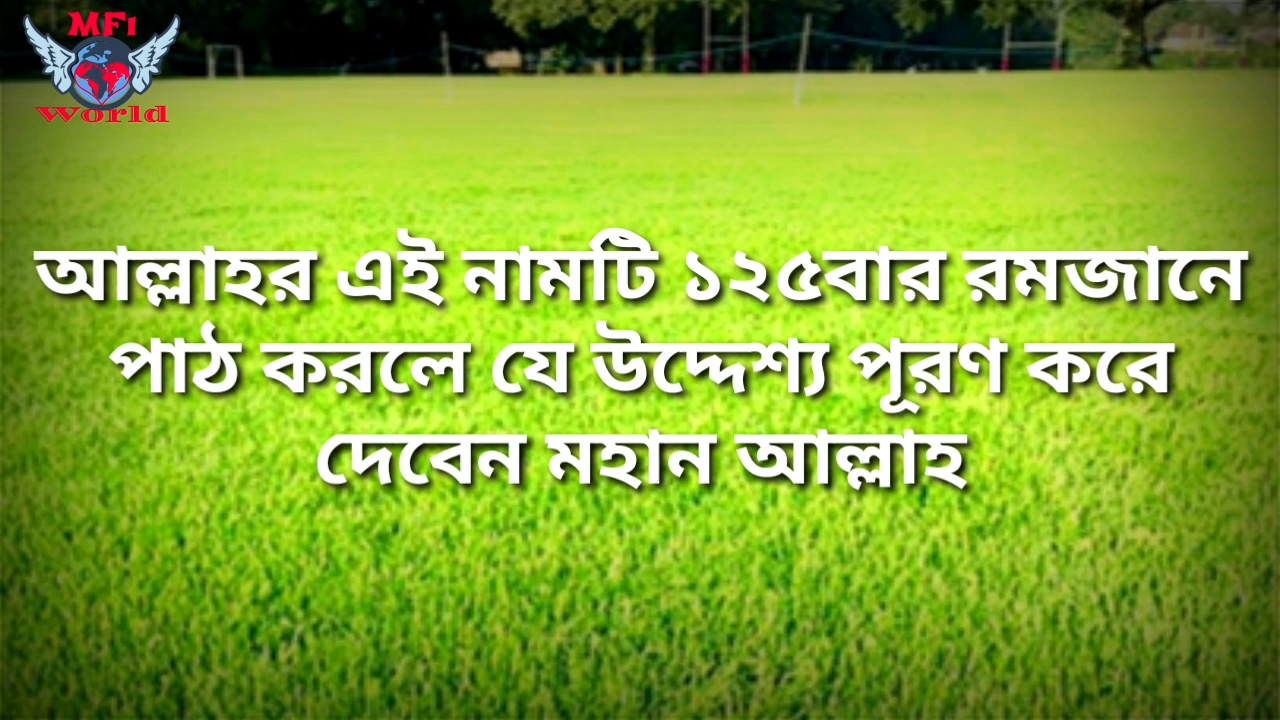 MF1
World
আল্লাহর এই নামটি ১২৫বার রমজানে
পাঠ করলে যে উদ্দেশ্য পূরণ করে
দেবেন মহান আল্লাহ